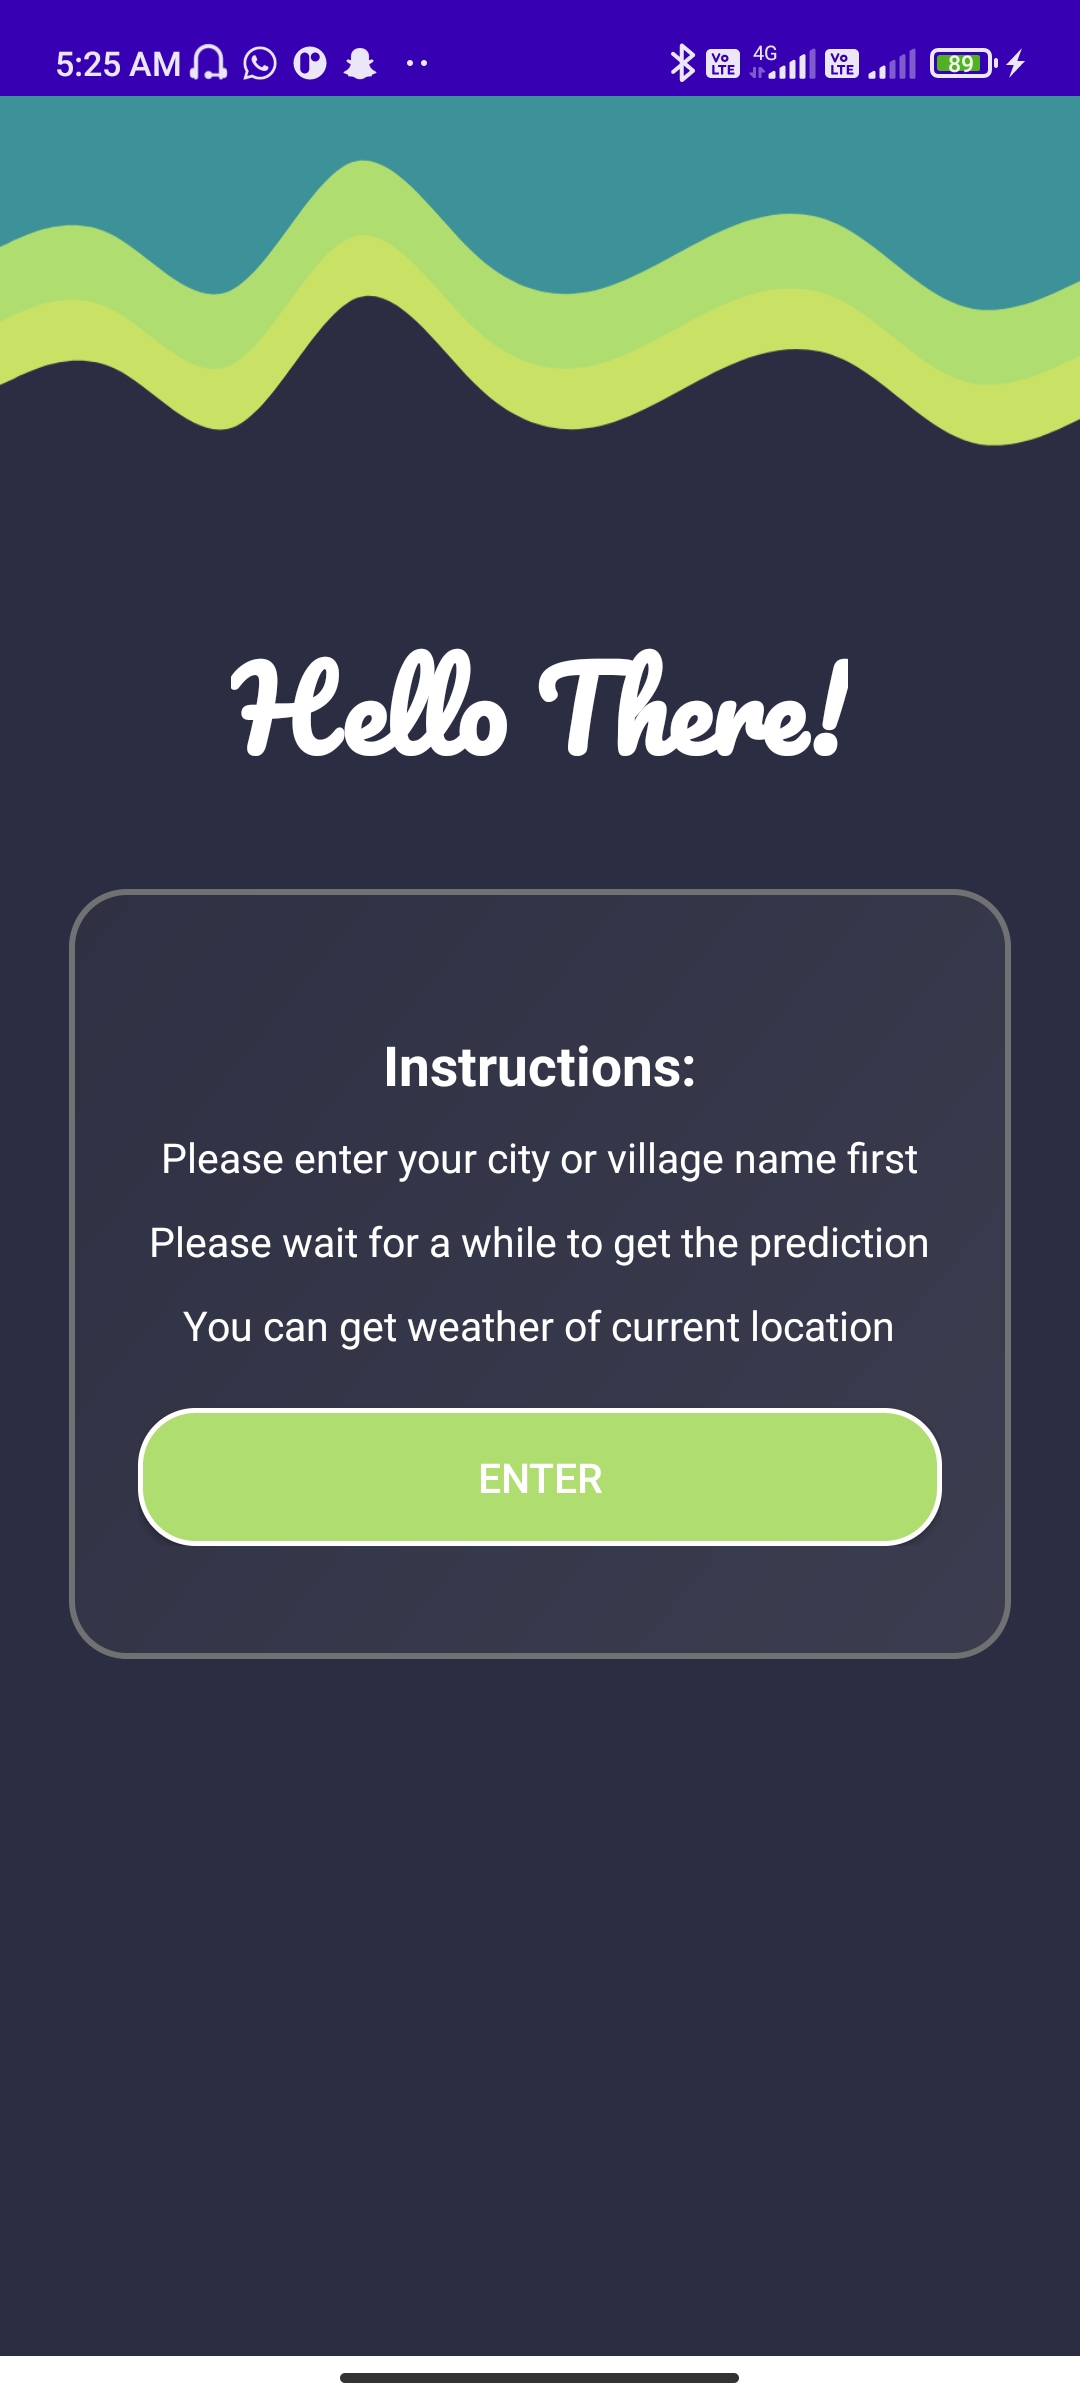 5:25 AM
Vo LTE 4G Vo LTE 89
Hello There!
Instructions:
Please enter your city or village name first
Please wait for a while to get the prediction
You can get weather of current location
ENTER